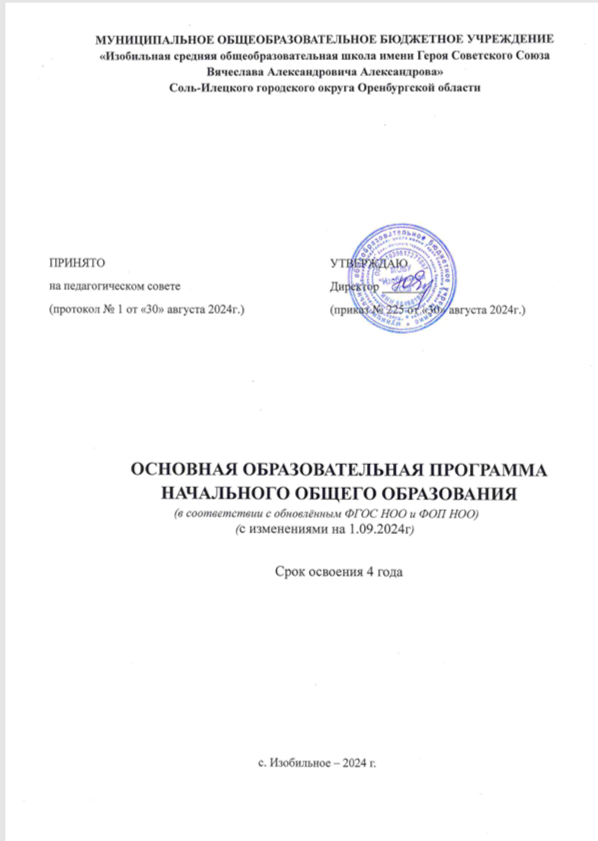 МУНИЦИПАЛЬНОЕ ОБЩЕОБРАЗОВАТЕЛЬНОЕ БЮДЖЕТНОЕ УЧРЕЖДЕНИЕ
«Изобильная средняя общеобразовательная школа имени Героя Советского Союза
Вячеслава Александровича Александрова»
Соль-Илецкого городского округа Оренбургской области
ПРИНЯТО
на педагогическом совете
(протокол № 1 от «30» августа 2024г.)
УТВЕРЖДАЮ
Директор
(приказ № 225 от «30» августа 2024г.)
ОСНОВНАЯ ОБРАЗОВАТЕЛЬНАЯ ПРОГРАММА
НАЧАЛЬНОГО ОБЩЕГО ОБРАЗОВАНИЯ
(в соответствии с обновлённым ФГОС НОО и ФОП НОО)
(с изменениями на 1.09.2024г)
Срок освоения 4 года
с. Изобильное – 2024 г.